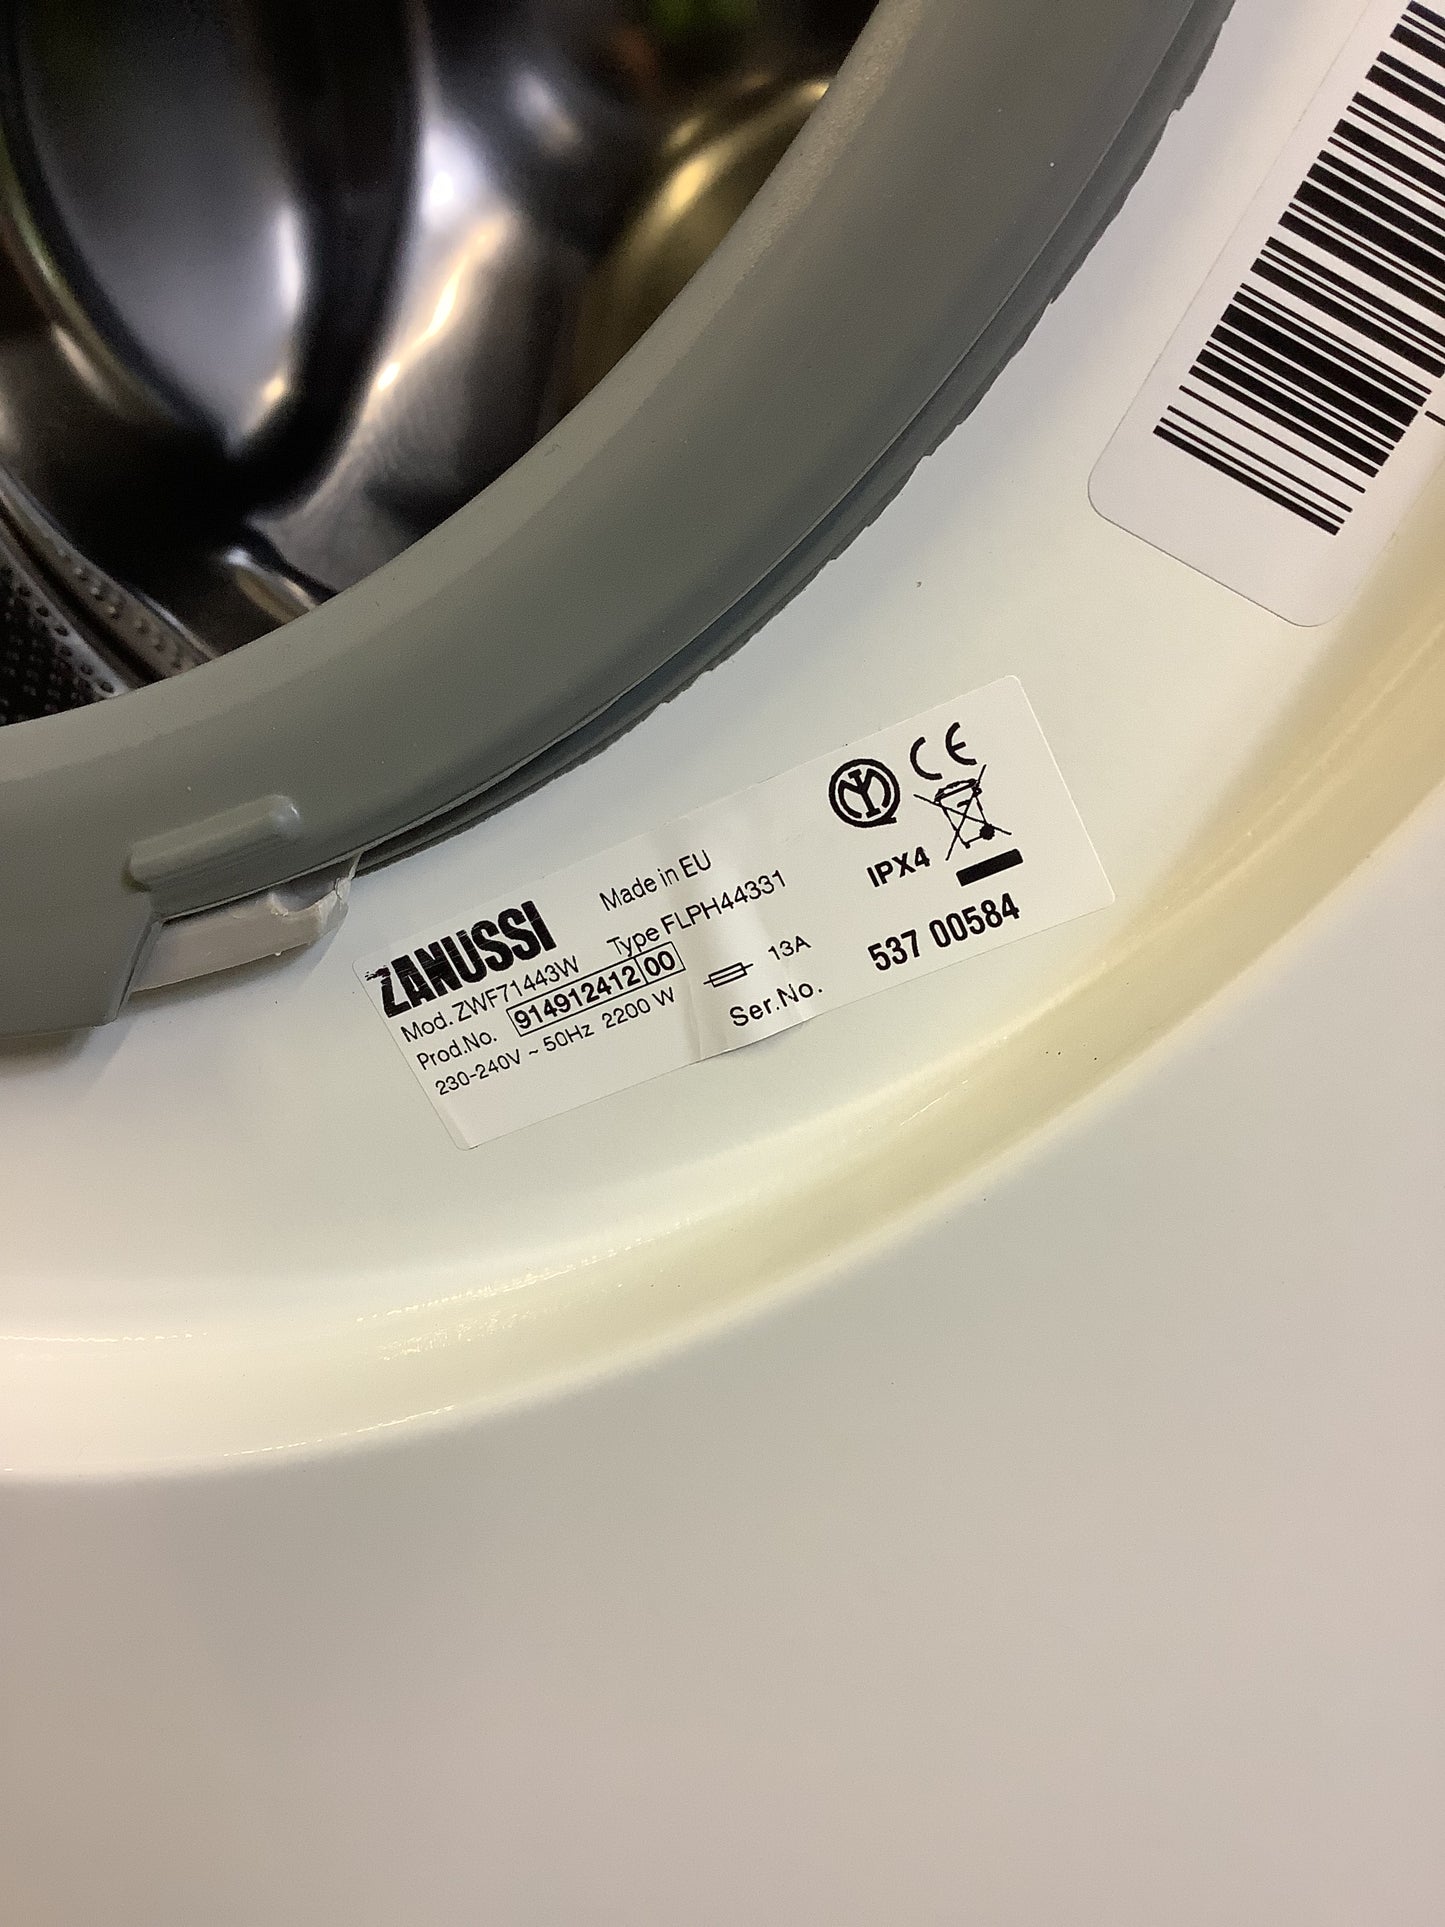 ZANUSSI
Made in EU
Mod. ZWF71443W
Type FLPH44331
Prod.No. 914912412 00
230-240V ~ 50Hz 2200 W
13A
Ser.No. 537 00584
IPX4
CE